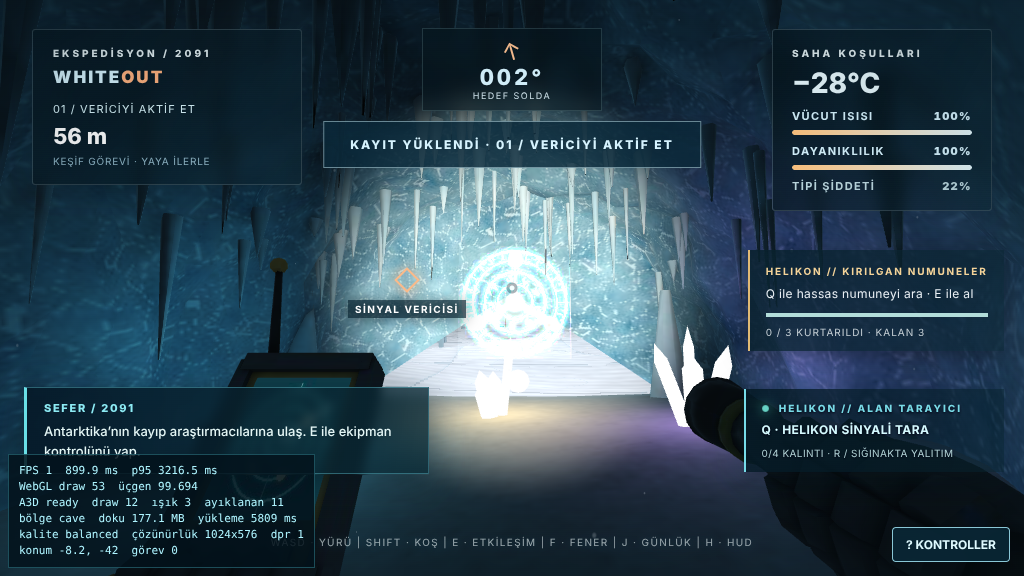 EKSPEDİSYON / 2091
WHITEOUT
01 / VERİCİYİ AKTİF ET
56 m
KEŞİF GÖREVİ · YAYA İLERLE
002°
HEDEF SOLDA
KAYIT YÜKLENDİ · 01 / VERİCİYİ AKTİF ET
SAHA KOŞULLARI
−28°C
VÜCUT ISISI 100%
DAYANIKLILIK 100%
TİPİ ŞİDDETİ 22%
SİNYAL VERİCİSİ
HELIKON // KIRILGAN NUMUNELER
Q ile hassas numuneyi ara · E ile al
0 / 3 KURTARILDI · KALAN 3
HELIKON // ALAN TARAYICI
Q · HELIKON SİNYALİ TARA
0/4 KALINTI · R / SIĞINAKTA YALITIM
SEFER / 2091
Antarktika’nın kayıp araştırmacılarına ulaş. E ile ekipman
kontrolünü yap.
FPS 1 899.9 ms p95 3216.5 ms
WebGL draw 53 üçgen 99.694
A3D ready draw 12 ışık 3 ayıklanan 11
bölge cave doku 177.1 MB yükleme 5809 ms
kalite balanced çözünürlük 1024x576 dpr 1
konum -8.2, -42 görev 0
YÜRÜ | SHIFT · KOŞ | E · ETKİLEŞİM | F · FENER | J · GÜNLÜK | H · HUD
? KONTROLLER